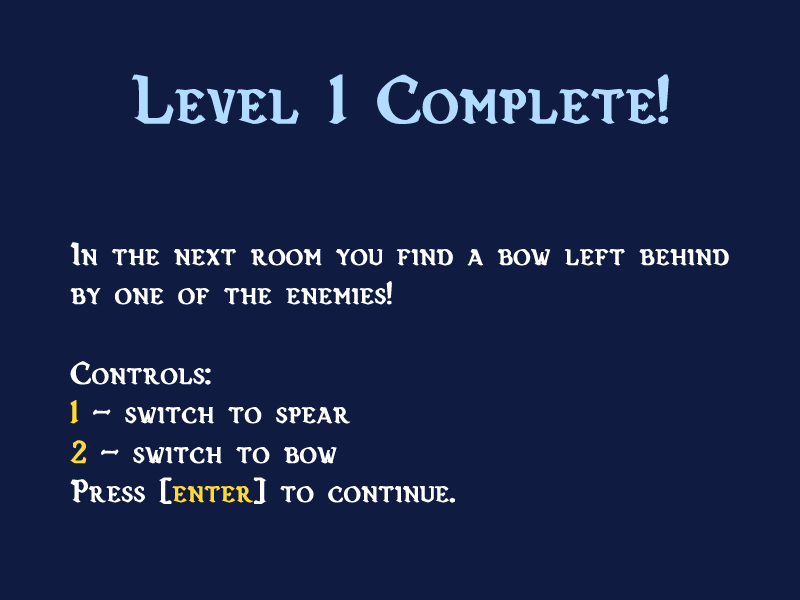 Level 1 Complete!
In the next room you find a bow left behind
by one of the enemies!
Controls:
1 – switch to spear
2 – switch to bow
Press [enter] to continue.